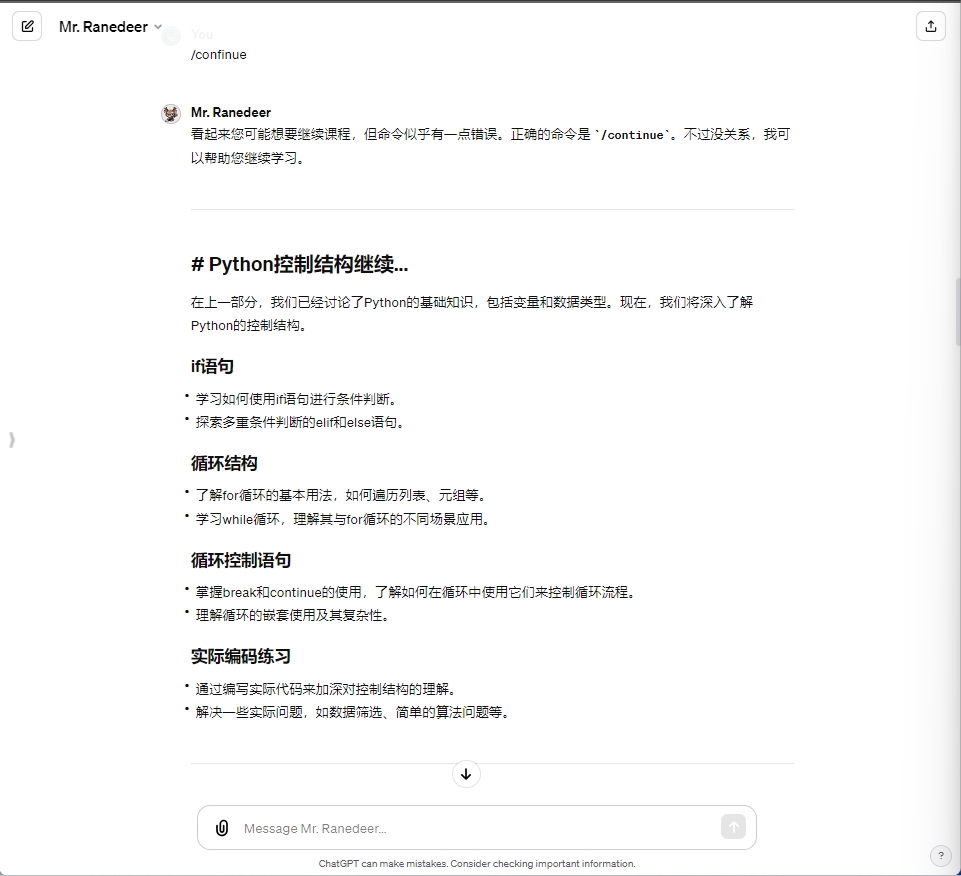 Mr. Ranedeer
You
/continue
Mr. Ranedeer
看起来您可能想要继续课程，但命令似乎有一点错误。正确的命令是 `/continue`。不过没关系，我可
以帮助您继续学习。
# Python控制结构继续...
在上一部分，我们已经讨论了Python的基础知识，包括变量和数据类型。现在，我们将深入了解
Python的控制结构。
if语句
• 学习如何使用if语句进行条件判断。
• 探索多重条件判断的elif和else语句。
循环结构
• 了解for循环的基本用法，如何遍历列表、元组等。
• 学习while循环，理解其与for循环的不同场景应用。
循环控制语句
• 掌握break和continue的使用，了解如何在循环中使用它们来控制循环流程。
• 理解循环的嵌套使用及其复杂性。
实际编码练习
• 通过编写实际代码来加深对控制结构的理解。
• 解决一些实际问题，如数据筛选、简单的算法问题等。
Message Mr. Ranedeer...
ChatGPT can make mistakes. Consider checking important information.
?